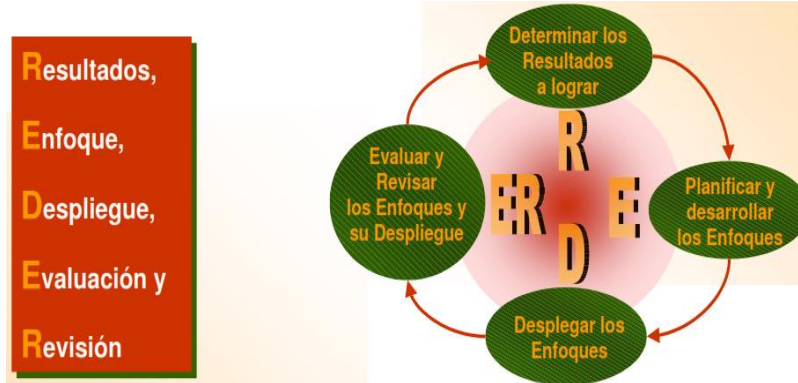 Resultados,
Enfoque,
Despliegue,
Evaluación y
Revisión
Determinar los
Resultados
a lograr
R
Evaluar y
Revisar
los Enfoques y
su Despliegue
ER
E
Planificar y
desarrollar
los Enfoques
D
Desplegar los
Enfoques